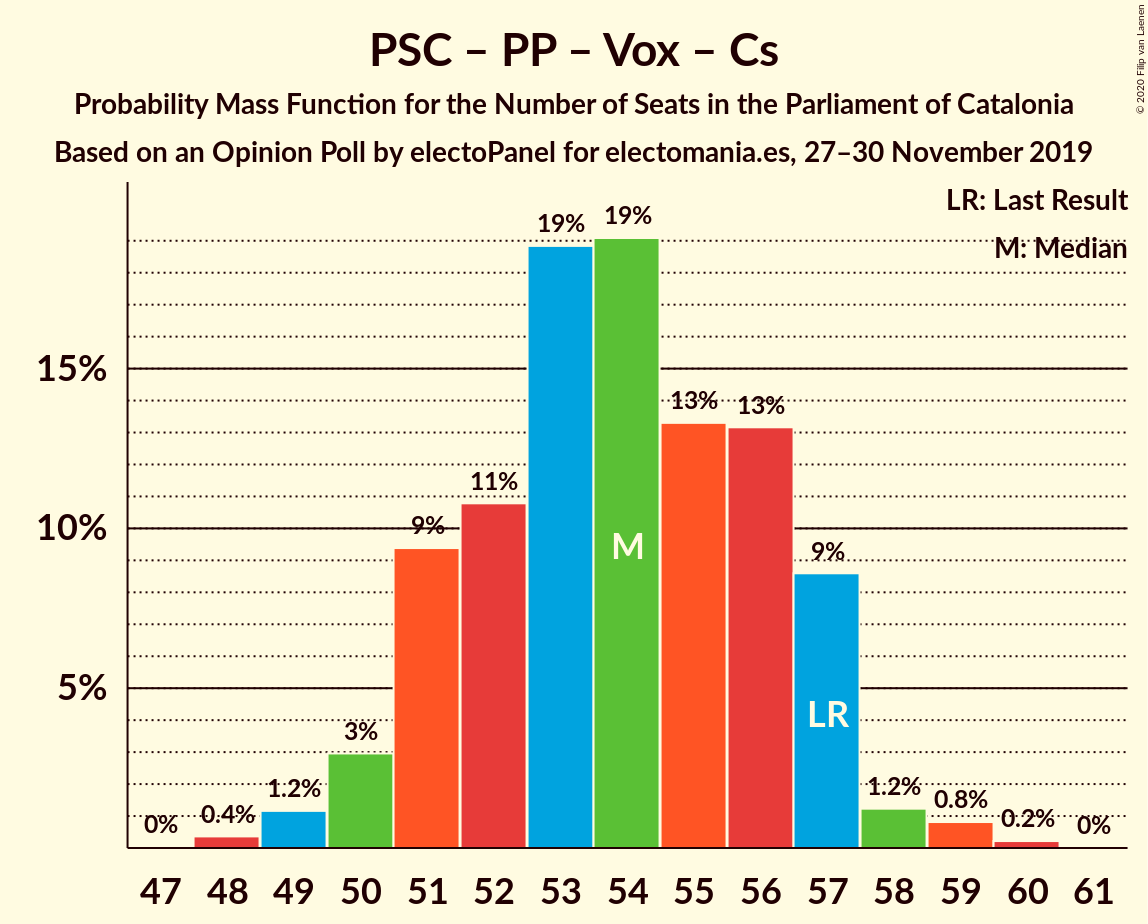 PSC – PP – Vox – Cs
Probability Mass Function for the Number of Seats in the Parliament of Catalonia
Based on an Opinion Poll by electoPanel for electomania.es, 27–30 November 2019
© 2020 Filip van Laenen
LR: Last Result
M: Median
15%
10%
5%
0%
0.4%
1.2%
3%
9%
11%
19%
19%
13%
13%
9%
1.2%
0.8%
0.2%
0%
M
LR
47 48 49 50 51 52 53 54 55 56 57 58 59 60 61